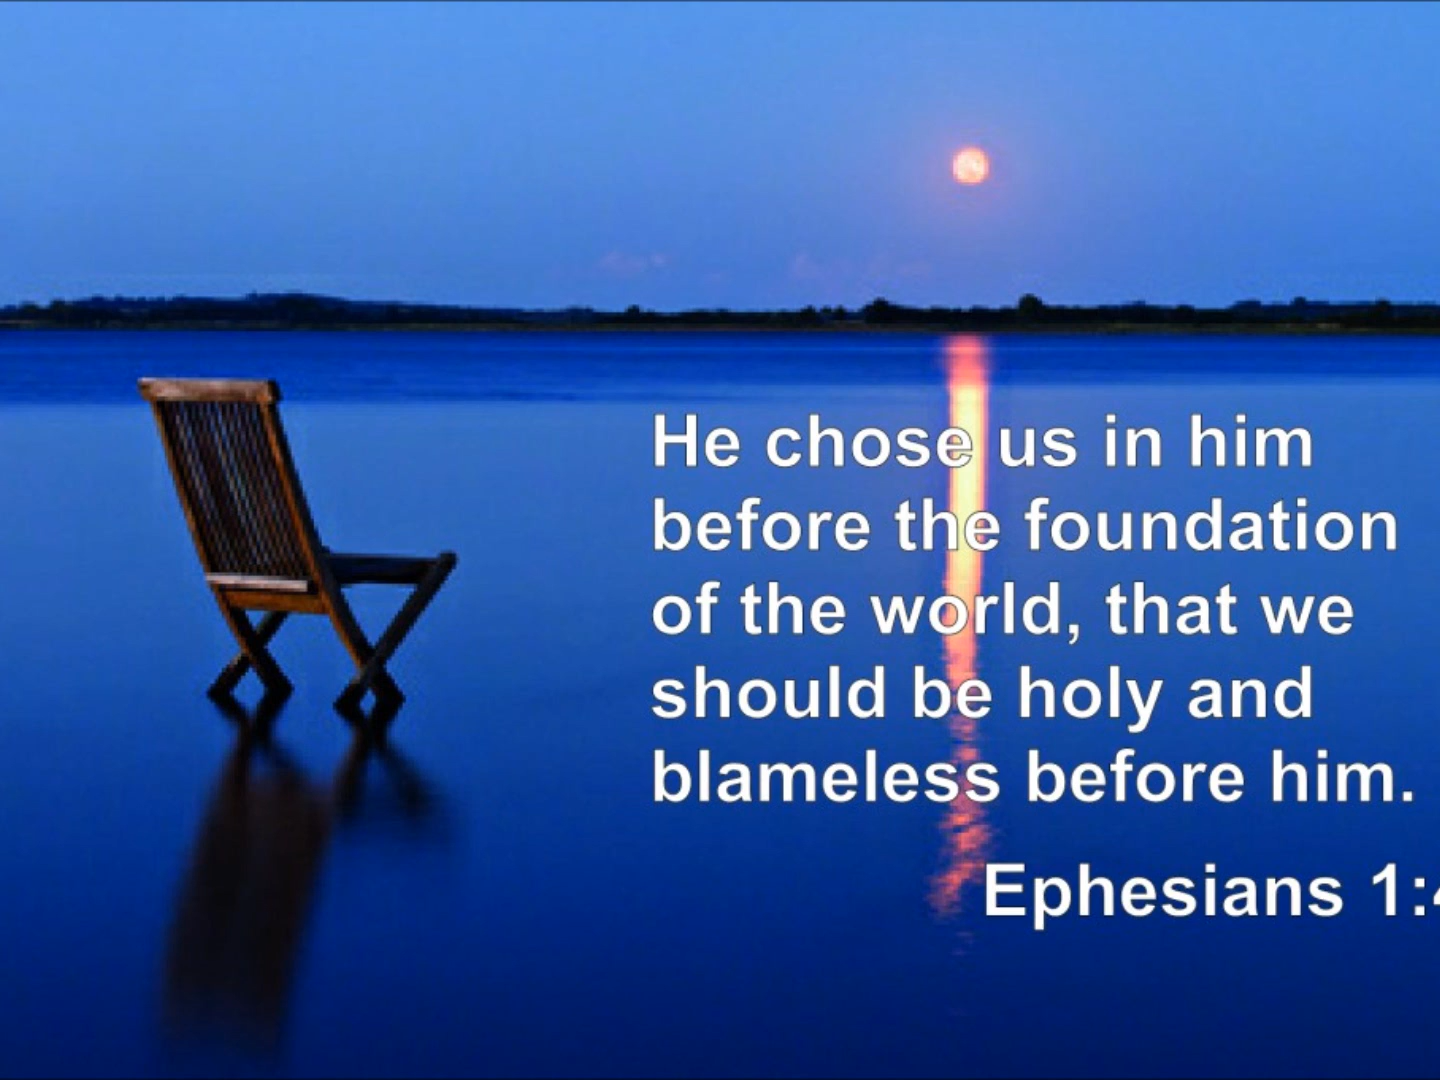 He chose us in him
before the foundation
of the world, that we
should be holy and
blameless before him.
Ephesians 1:4